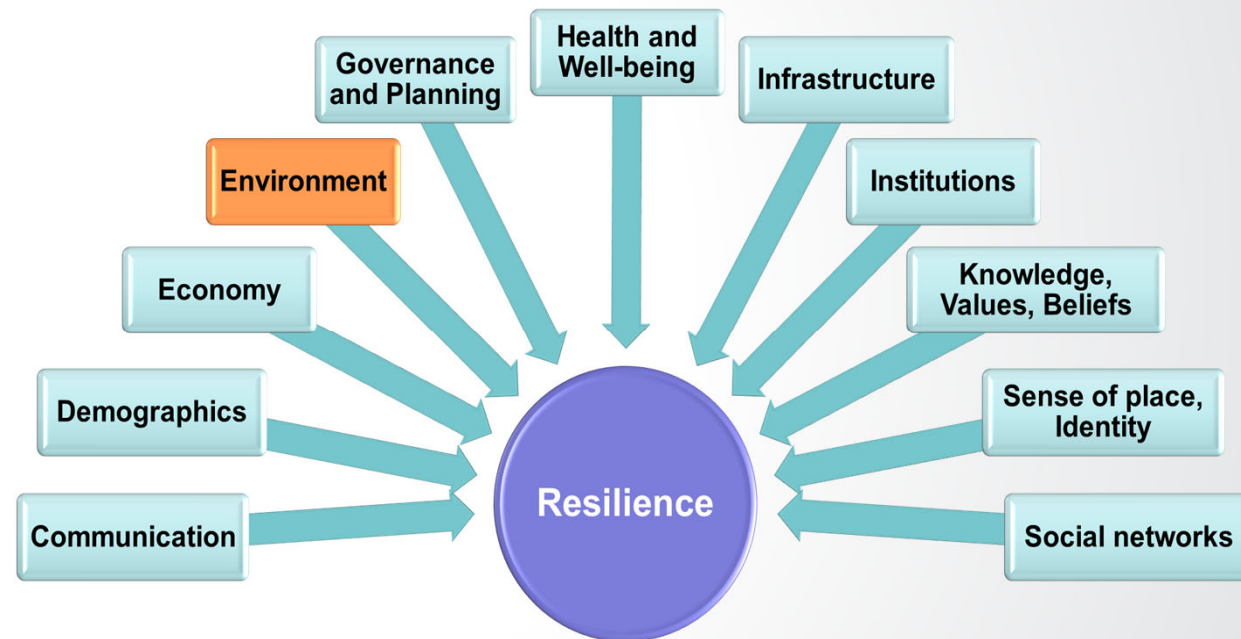 Health and
Well-being
Governance
and Planning
Infrastructure
Environment
Institutions
Economy
Knowledge,
Values, Beliefs
Demographics
Sense of place,
Identity
Resilience
Communication
Social networks